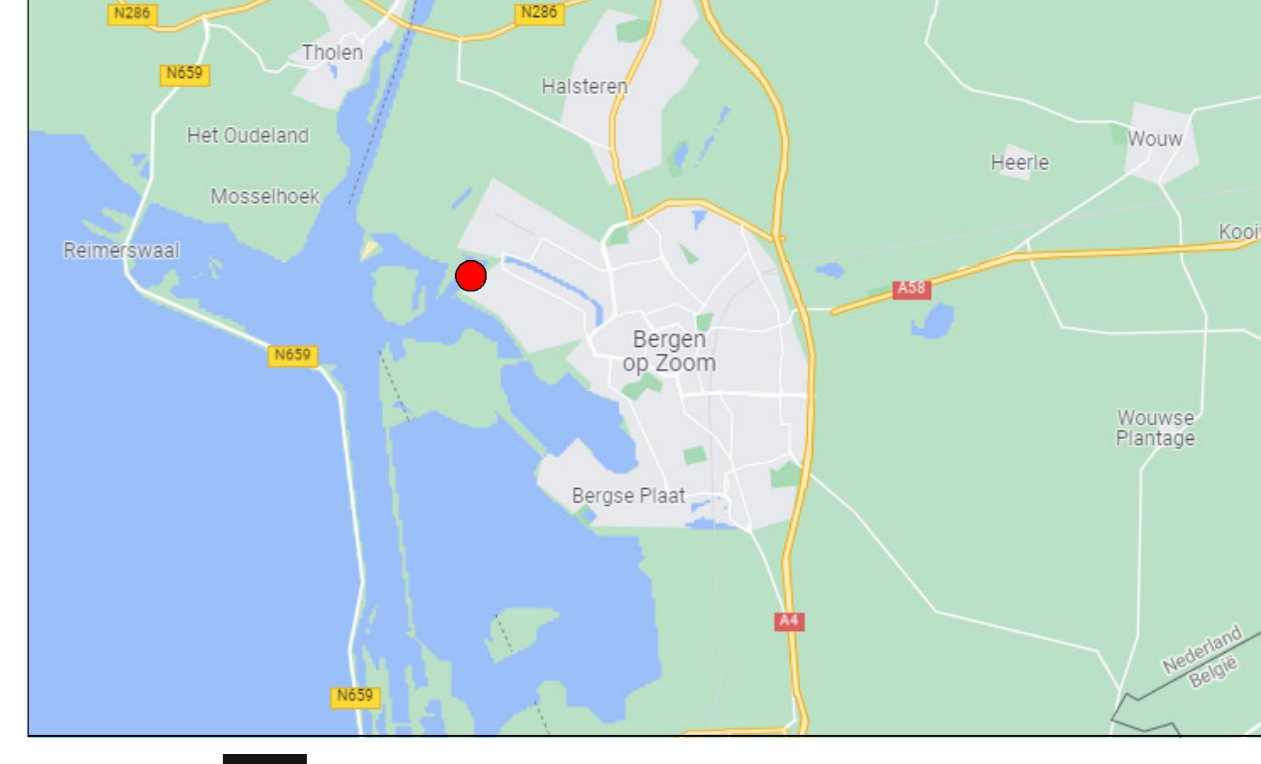 N286
N286
Tholen
N659
Halsteren
Het Oudeland
Wouw
Heerle
Mosselhoek
Reimerswaal
Kooi
A58
Bergen
op Zoom
N659
Wouwse
Plantage
Bergse Plaat
A4
Nederland
België
N659